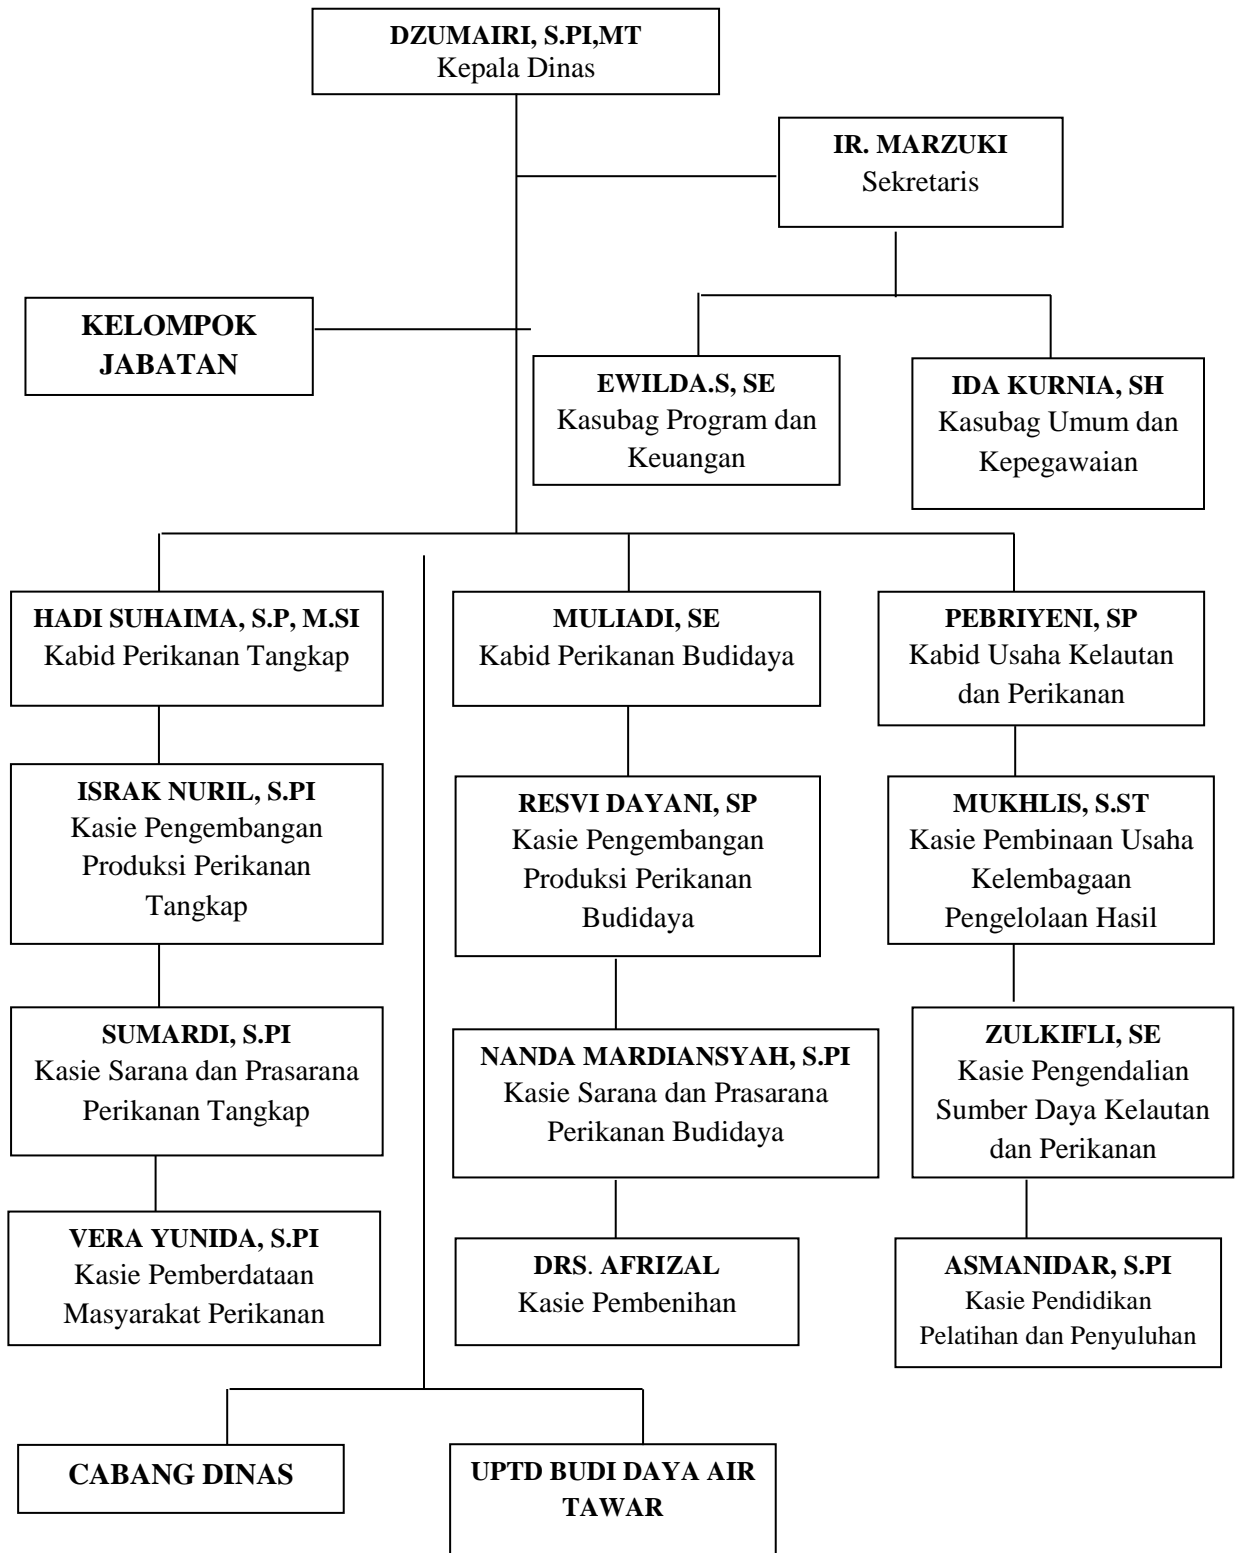 DZUMAIRI, S.PI,MT
Kepala Dinas
IR. MARZUKI
Sekretaris
KELOMPOK
JABATAN
EWILDA.S, SE
Kasubag Program dan
Keuangan
IDA KURNIA, SH
Kasubag Umum dan
Kepegawaian
HADI SUHAIMA, S.P, M.SI
Kabid Perikanan Tangkap
MULIADI, SE
Kabid Perikanan Budidaya
PEBRIYENI, SP
Kabid Usaha Kelautan
dan Perikanan
ISRAK NURIL, S.PI
Kasie Pengembangan
Produksi Perikanan
Tangkap
RESVI DAYANI, SP
Kasie Pengembangan
Produksi Perikanan
Budidaya
MUKHLIS, S.ST
Kasie Pembinaan Usaha
Kelembagaan
Pengelolaan Hasil
SUMARDI, S.PI
Kasie Sarana dan Prasarana
Perikanan Tangkap
NANDA MARDIANSYAH, S.PI
Kasie Sarana dan Prasarana
Perikanan Budidaya
ZULKIFLI, SE
Kasie Pengendalian
Sumber Daya Kelautan
dan Perikanan
VERA YUNIDA, S.PI
Kasie Pemberdataan
Masyarakat Perikanan
DRS. AFRIZAL
Kasie Pembenihan
ASMANIDAR, S.PI
Kasie Pendidikan
Pelatihan dan Penyuluhan
CABANG DINAS
UPTD BUDI DAYA AIR
TAWAR